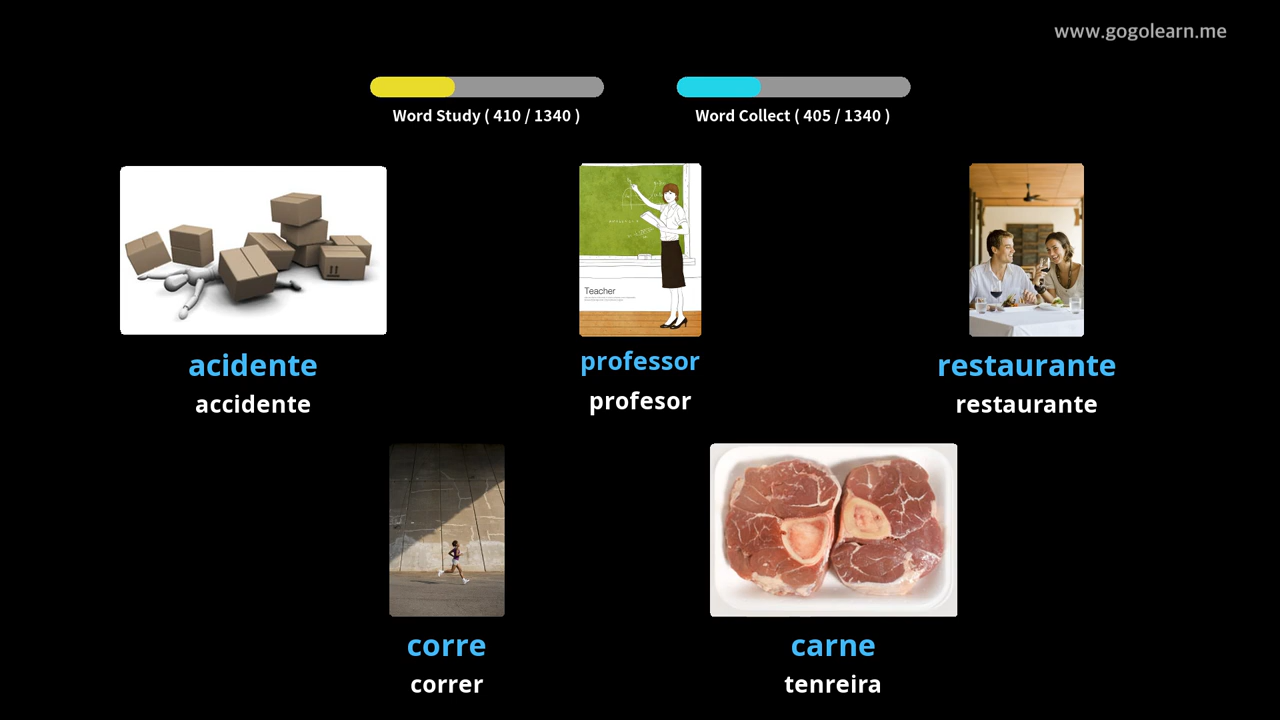 www.gogolearn.me
Word Study ( 410 / 1340 )
Word Collect ( 405 / 1340 )
Teacher
acidente
accidente
professor
profesor
restaurante
restaurante
corre
correr
carne
tenreira